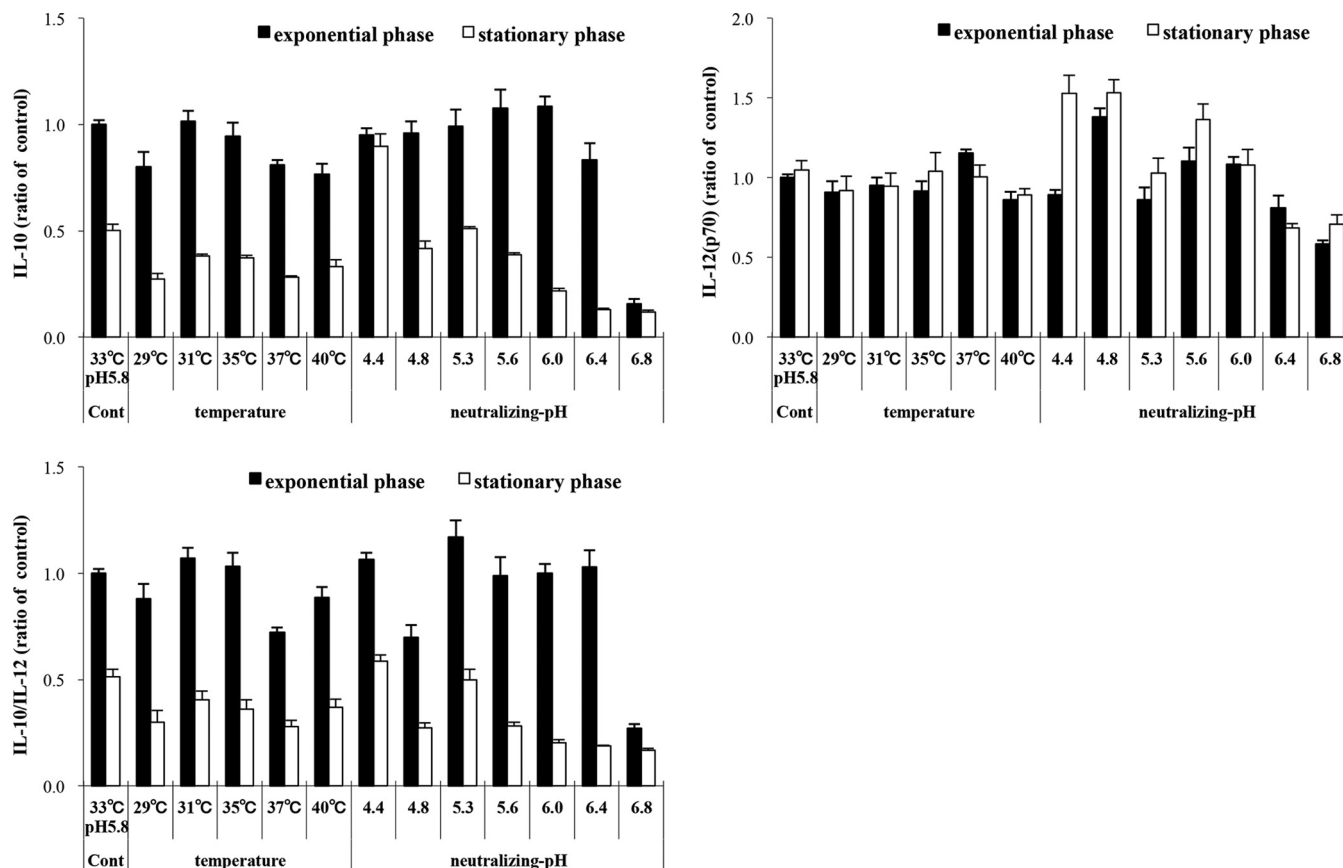 IL-10 (ratio of control)
1.5
1.0
0.5
0.0
exponential phase stationary phase
33℃ 29℃ 31℃ 35℃ 37℃ 40℃ 4.4 4.8 5.3 5.6 6.0 6.4 6.8
pH5.8
Cont temperature neutralizing-pH
IL-12(p70) (ratio of control)
2.0
1.5
1.0
0.5
0.0
exponential phase
stationary phase
33℃ 29℃ 31℃ 35℃ 37℃ 40℃ 4.4 4.8 5.3 5.6 6.0 6.4 6.8
pH5.8
Cont temperature neutralizing-pH
IL-10/IL-12 (ratio of control)
1.5
1.0
0.5
0.0
exponential phase stationary phase
33℃ 29℃ 31℃ 35℃ 37℃ 40℃ 4.4 4.8 5.3 5.6 6.0 6.4 6.8
pH5.8
Cont temperature neutralizing-pH